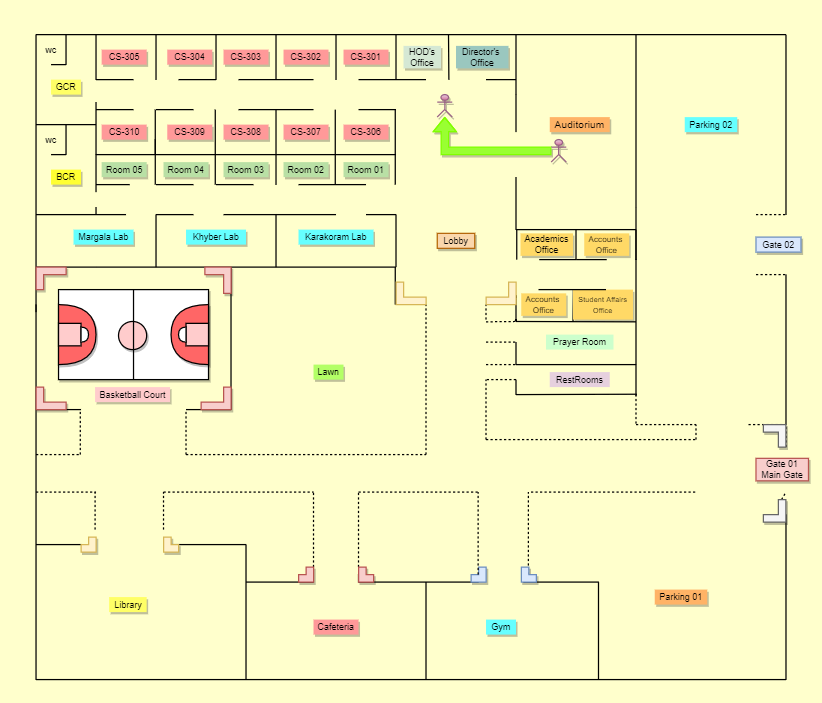 wc
CS-305
CS-304
CS-303
CS-302
CS-301
HOD's
Office
Director's
Office
GCR
CS-310
CS-309
CS-308
CS-307
CS-306
Auditorium
Parking 02
wc
BCR
Room 05
Room 04
Room 03
Room 02
Room 01
Margala Lab
Khyber Lab
Karakoram Lab
Lobby
Academics
Office
Accounts
Office
Gate 02
Accounts
Office
Student Affairs
Office
Prayer Room
RestRooms
Lawn
Basketball Court
Gate 01
Main Gate
Library
Cafeteria
Gym
Parking 01